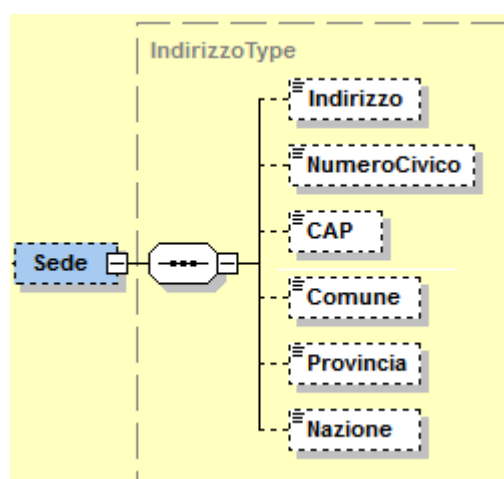 IndirizzoType
Indirizzo
NumeroCivico
CAP
Sede
Comune
Provincia
Nazione